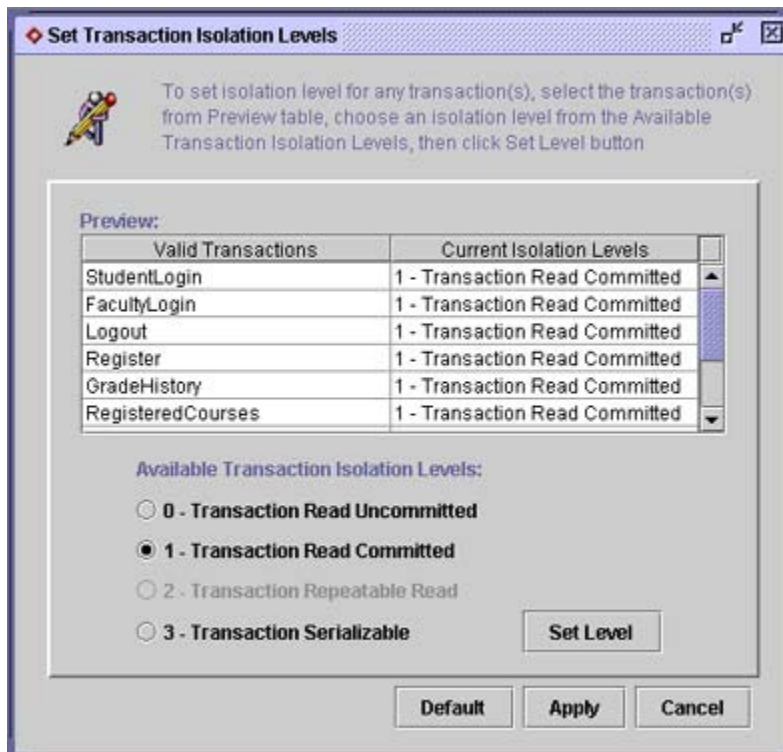 Set Transaction Isolation Levels
To set isolation level for any transaction(s), select the transaction(s)
from Preview table, choose an isolation level from the Available
Transaction Isolation Levels, then click Set Level button
Preview:
Valid Transactions Current Isolation Levels
StudentLogin 1 - Transaction Read Committed
FacultyLogin 1 - Transaction Read Committed
Logout 1 - Transaction Read Committed
Register 1 - Transaction Read Committed
GradeHistory 1 - Transaction Read Committed
RegisteredCourses 1 - Transaction Read Committed
Available Transaction Isolation Levels:
0 - Transaction Read Uncommitted
1 - Transaction Read Committed
2 - Transaction Repeatable Read
3 - Transaction Serializable Set Level
Default Apply Cancel